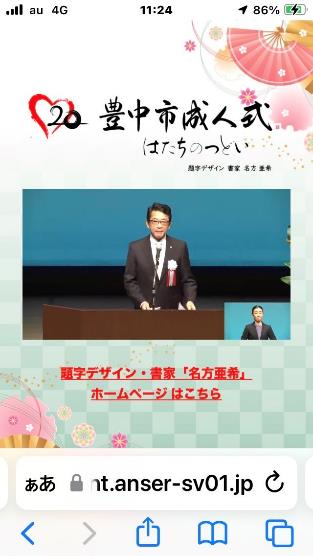 au 4G 11:24 86%
20 豊中市成人式
はたちのつどい
題字デザイン 書家 名方 亜希
題字デザイン・書家「名方亜希」
ホームページ はこちら
ぁあ nt.anser-sv01.jp